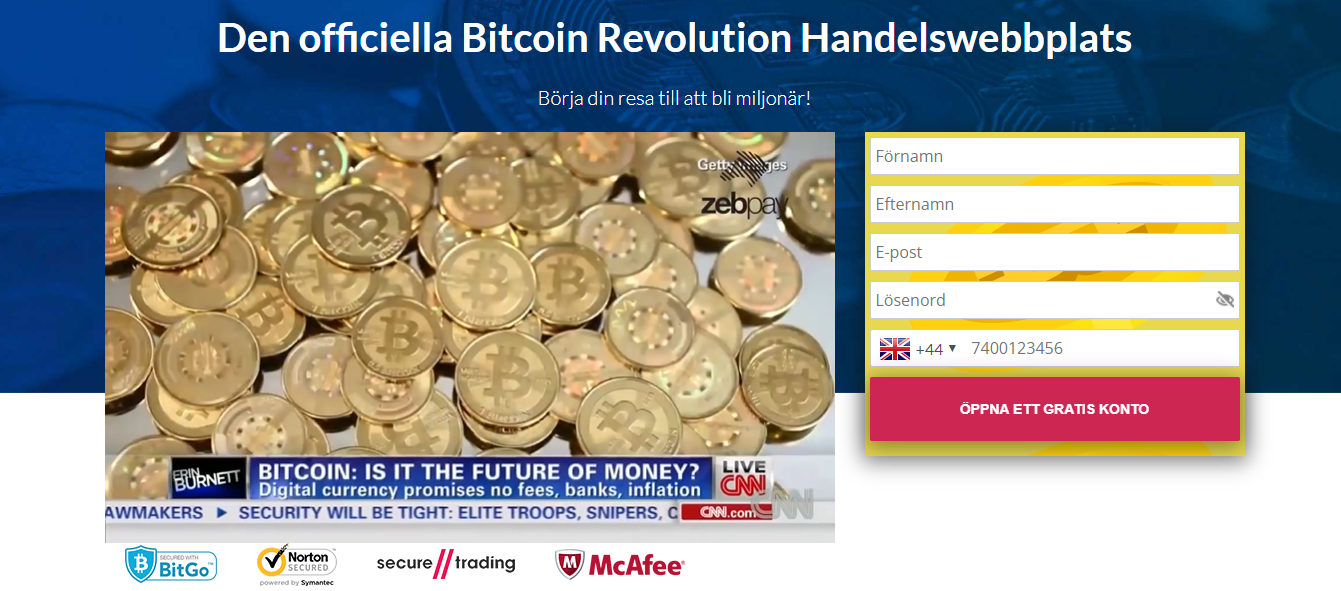 Den officiella Bitcoin Revolution Handelswebbplats
Börja din resa till att bli miljonär!
zebpay
ERIN BURNETT
BITCOIN: IS IT THE FUTURE OF MONEY?
Digital currency promises no fees, banks, inflation
LIVE
CNN
AWMAKERS ▶ SECURITY WILL BE TIGHT: ELITE TROOPS, SNIPERS, C
CNN.com
CNN
Förnamn
Efternamn
E-post
Lösenord
+44 ▼ 7400123456
ÖPPNA ETT GRATIS KONTO
SECURED WITH
BitGo™
Norton
SECURED
powered by Symantec
secure//trading
McAfee®